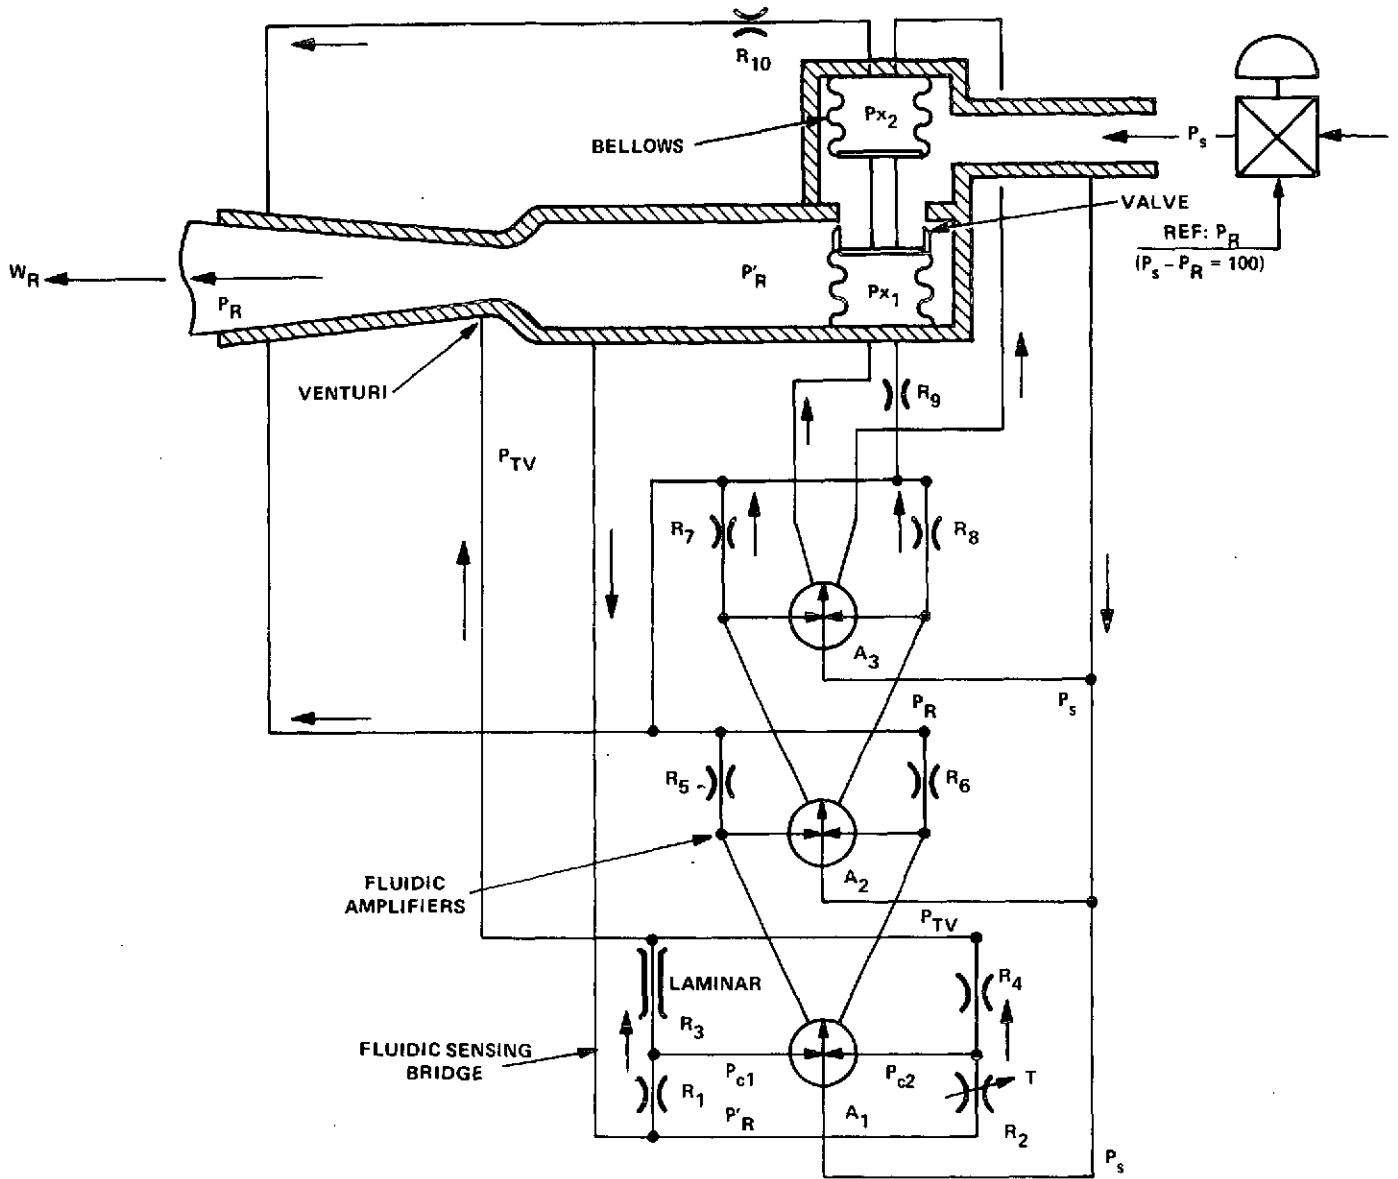 R10
Px2
BELLOWS
Ps
VALVE
REF: PR
(Ps - PR = 100)
WR
PR
P'R
Px1
VENTURI
R9
PTV
R7
R8
A3
PR
Ps
R5
R6
FLUIDIC
AMPLIFIERS
A2
PTV
LAMINAR
R4
R3
FLUIDIC SENSING
BRIDGE
Pc1
Pc2
T
R1
P'R
A1
R2
Ps